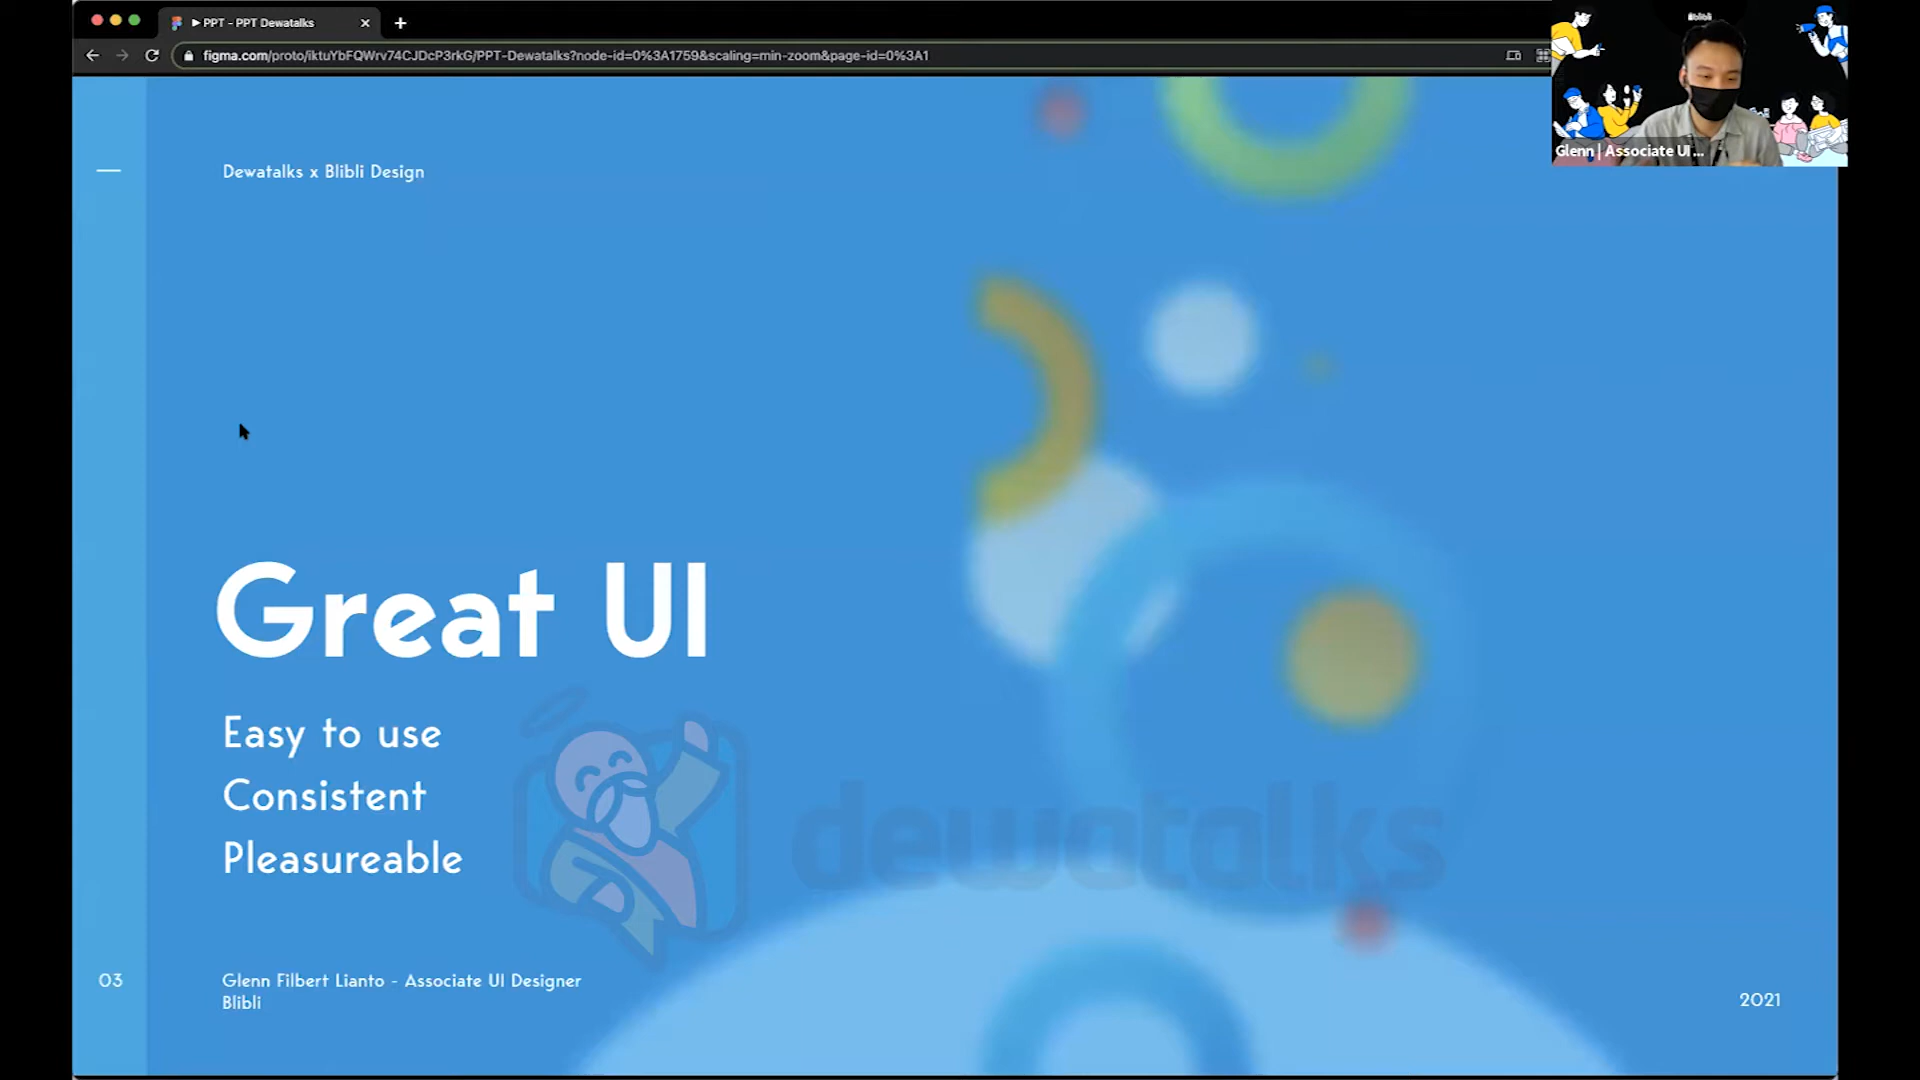 PPT - PPT Dewatalks
figma.com/proto/iktuYbFQWrv74CJDcP3rkG/PPT-Dewatalks?node-id=0%3A1759&scaling=min-zoom&page-id=0%3A1
blibli
Glenn | Associate UI ...
Dewatalks x Blibli Design
Great UI
Easy to use
Consistent
Pleasureable
dewatalks
03
Glenn Filbert Lianto - Associate UI Designer
Blibli
2021